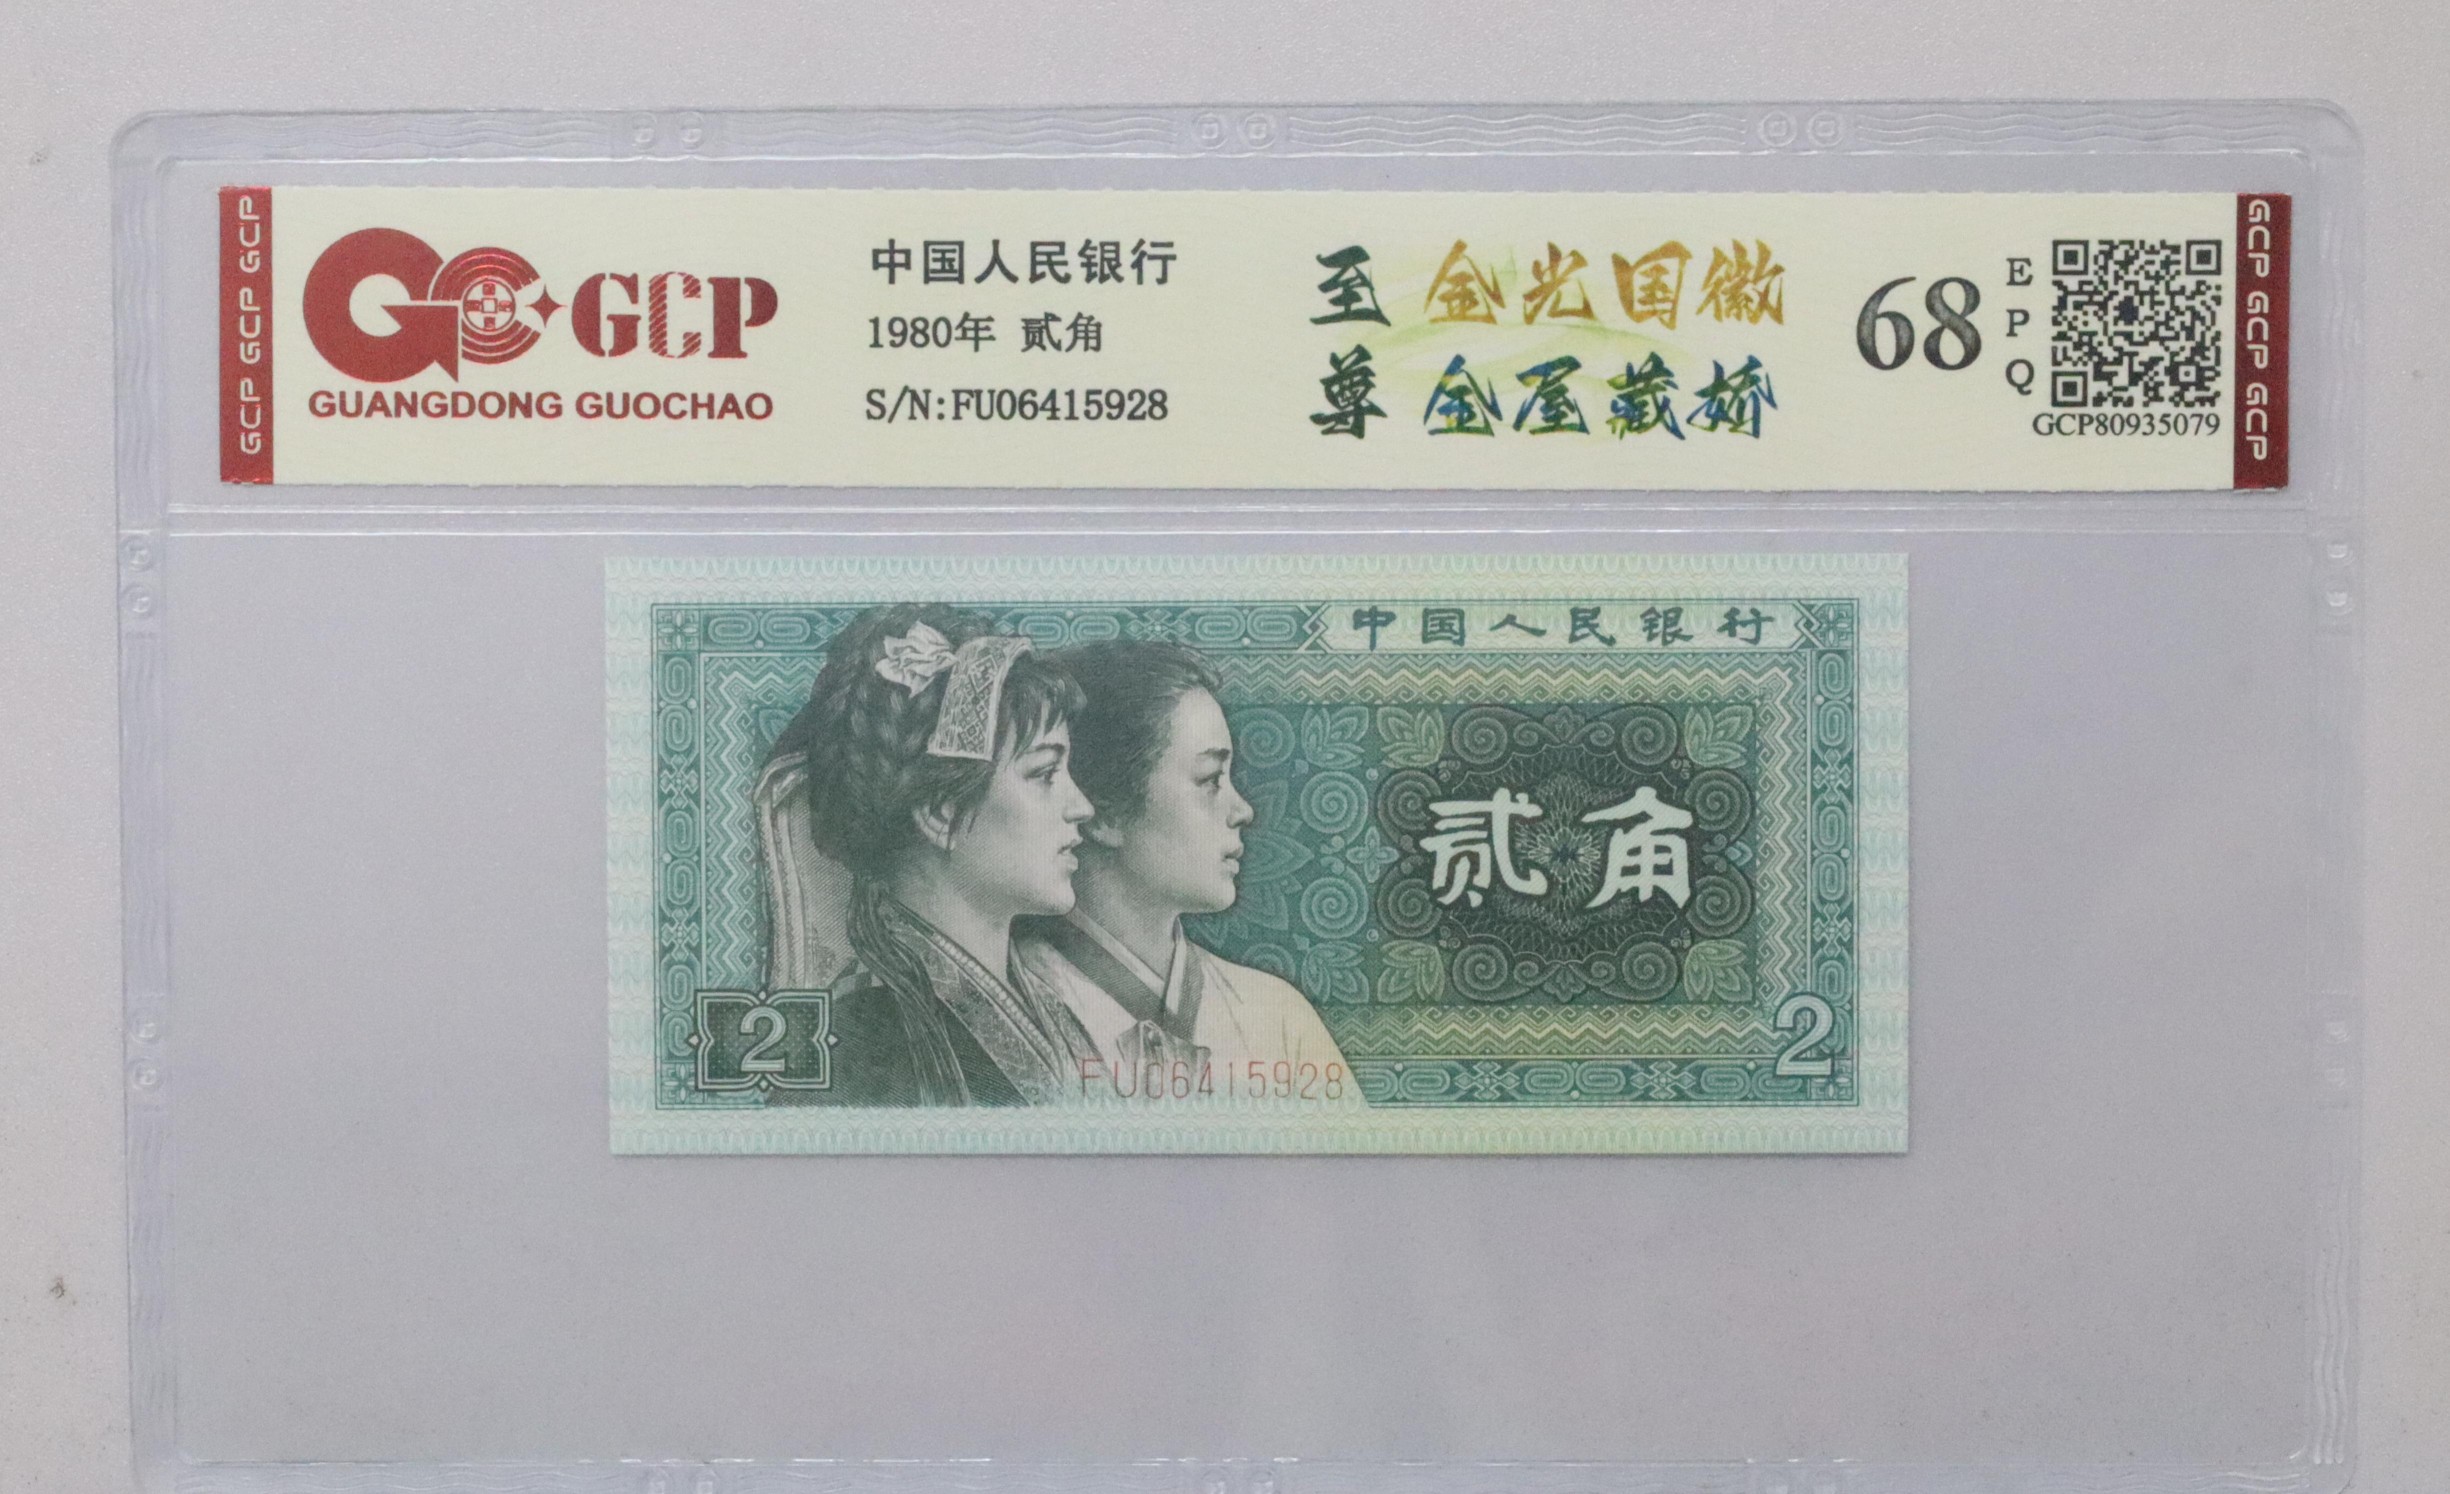 GCP GCP GCP
GCP
GUANGDONG GUOCHAO
中国人民银行
1980年 贰角
S/N:FU06415928
至尊
金光国徽
金屋藏娇
68
EPQ
GCP80935079
GCP GCP GCP
中国人民银行
贰角
2
2
FU06415928